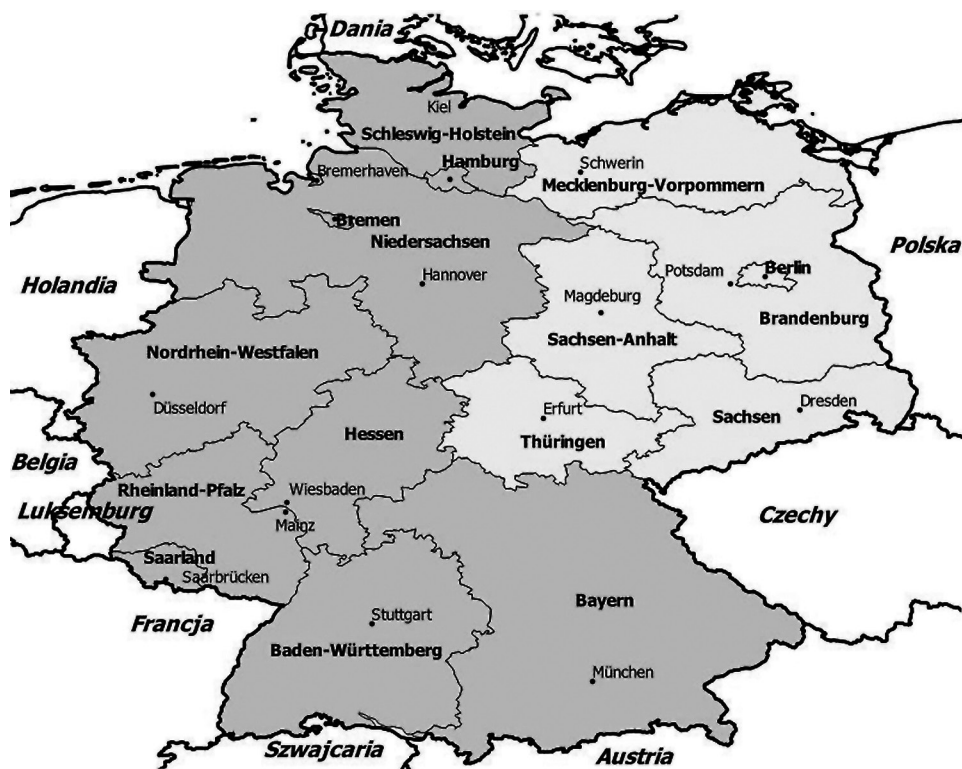 Dania
Kiel
Schleswig-Holstein
Hamburg
Bremerhaven
Schwerin
Mecklenburg-Vorpommern
Bremen
Niedersachsen
Polska
Holandia
Hannover
Potsdam
Berlin
Magdeburg
Brandenburg
Sachsen-Anhalt
Nordrhein-Westfalen
Düsseldorf
Hessen
Erfurt
Thüringen
Sachsen
Dresden
Belgia
Rheinland-Pfalz
Wiesbaden
Luksemburg
Mainz
Czechy
Saarland
Saarbrücken
Francja
Stuttgart
Bayern
Baden-Württemberg
München
Szwajcaria
Austria